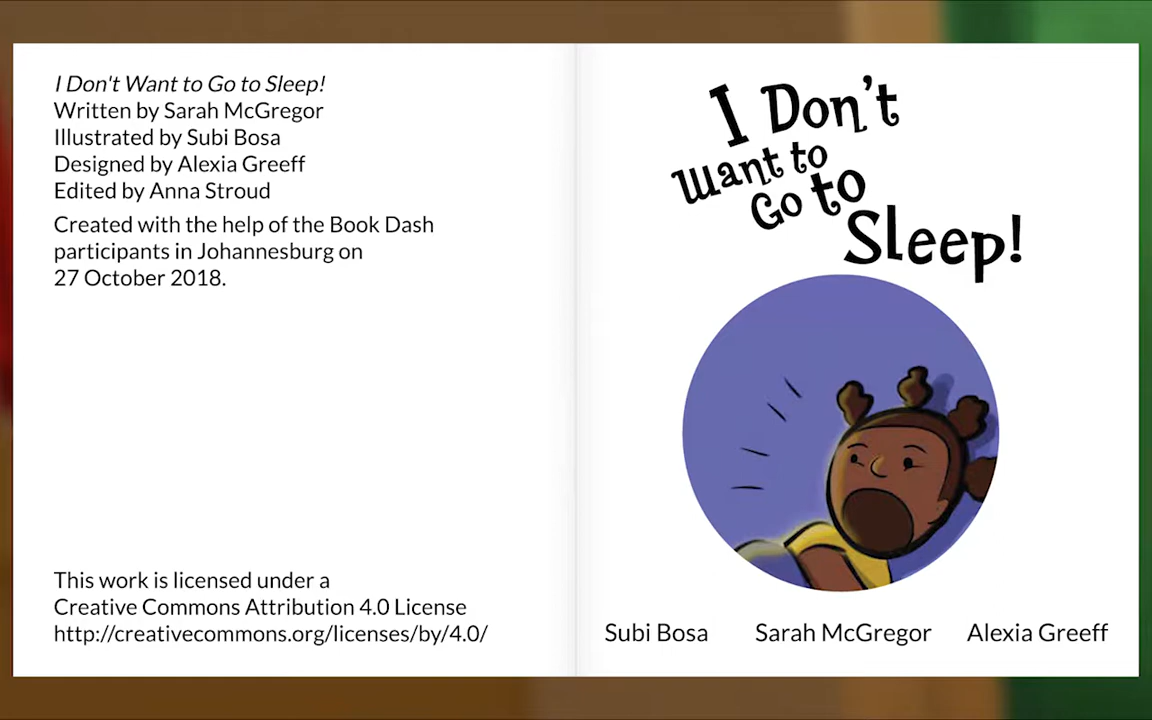 I Don't Want to Go to Sleep!
Written by Sarah McGregor
Illustrated by Subi Bosa
Designed by Alexia Greeff
Edited by Anna Stroud
Created with the help of the Book Dash
participants in Johannesburg on
27 October 2018.
This work is licensed under a
Creative Commons Attribution 4.0 License
http://creativecommons.org/licenses/by/4.0/
I Don't
Want to
Go to
Sleep!
Subi Bosa Sarah McGregor Alexia Greeff